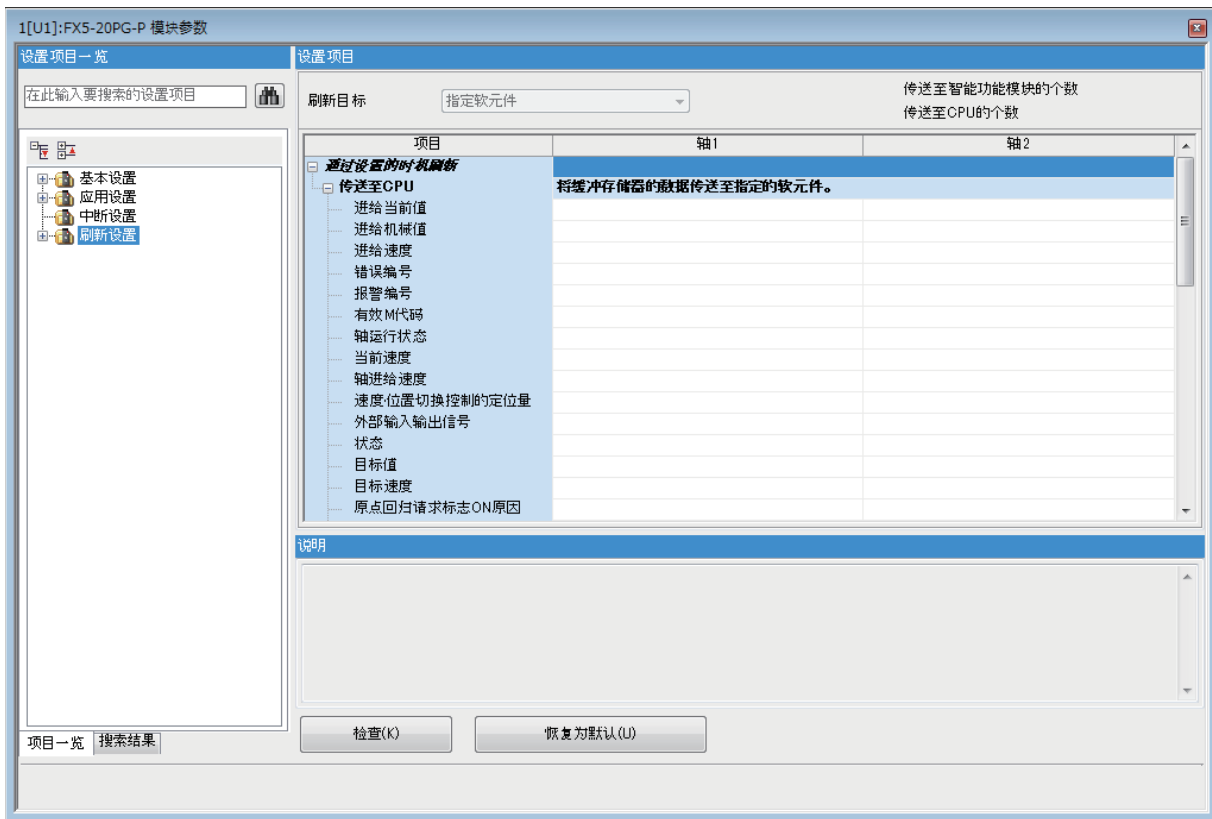 1[U1]:FX5-20PG-P 模块参数
设置项目一览
在此输入要搜索的设置项目
基本设置
应用设置
中断设置
刷新设置
项目一览 搜索结果
设置项目
刷新目标 指定软元件 传送至智能功能模块的个数
传送至CPU的个数
项目 轴1 轴2
通过设置的时机刷新
传送至CPU 将缓冲存储器的数据传送至指定的软元件。
进给当前值
进给机械值
进给速度
错误编号
报警编号
有效M代码
轴运行状态
当前速度
轴进给速度
速度·位置切换控制的定位量
外部输入输出信号
状态
目标值
目标速度
原点回归请求标志ON原因
说明
检查(K) 恢复为默认(U)